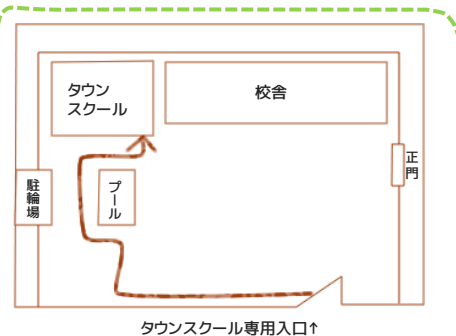 タウン
スクール
校舎
正門
駐輪場
プール
タウンスクール専用入口↑